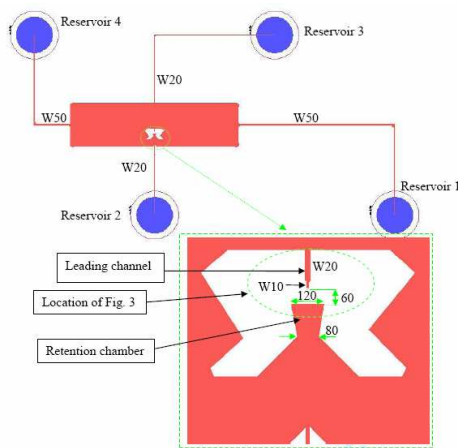 Reservoir 4
Reservoir 3
W20
W50
W50
W20
Reservoir 1
Reservoir 2
Leading channel
W20
W10
Location of Fig. 3
120
60
Retention chamber
80